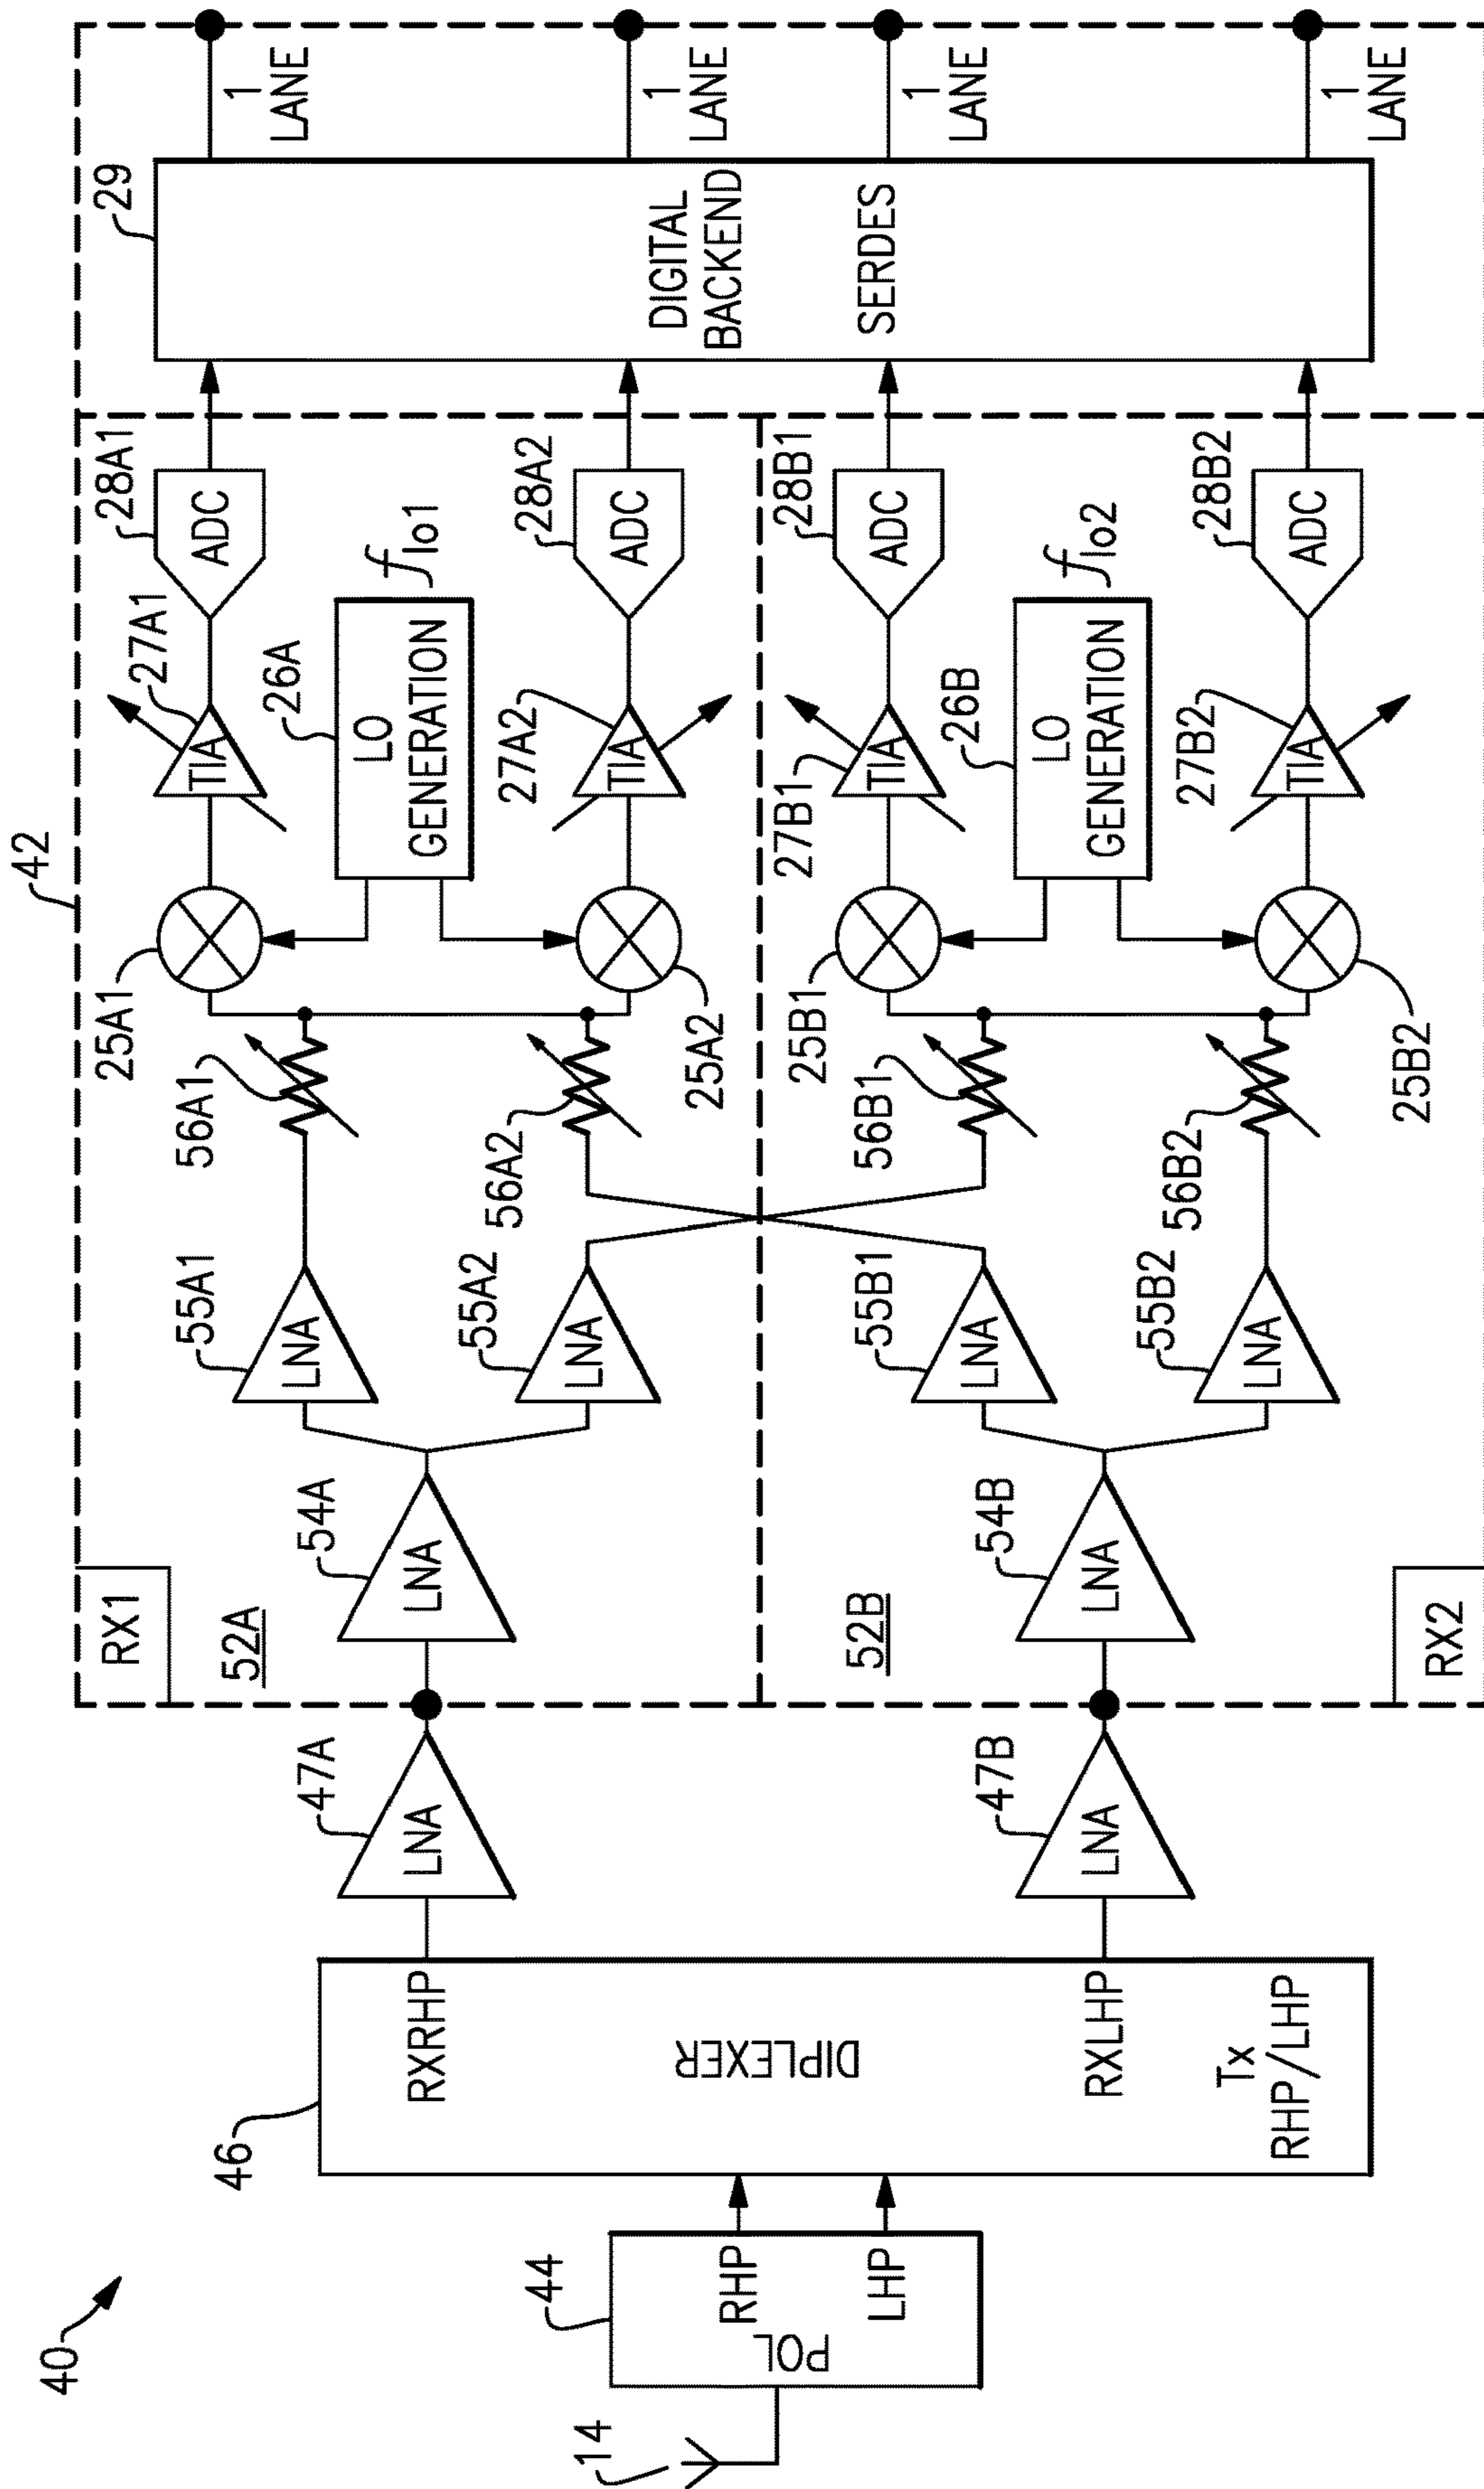 40
14
44
POL
RHP
LHP
46
DIPLEXER
RXRHP
RXLHP
Tx
RHP/LHP
47A
LNA
47B
LNA
42
RX1
52A
54A
LNA
55A1
LNA
55A2
LNA
56A1
56A2
25A1
25A2
26A
LO
GENERATION
flo1
27A1
TIA
27A2
TIA
28A1
ADC
28A2
ADC
RX2
52B
54B
LNA
55B1
LNA
55B2
LNA
56B1
56B2
25B1
25B2
26B
LO
GENERATION
flo2
27B1
TIA
27B2
TIA
28B1
ADC
28B2
ADC
29
DIGITAL
BACKEND
SERDES
1
LANE
1
LANE
1
LANE
1
LANE